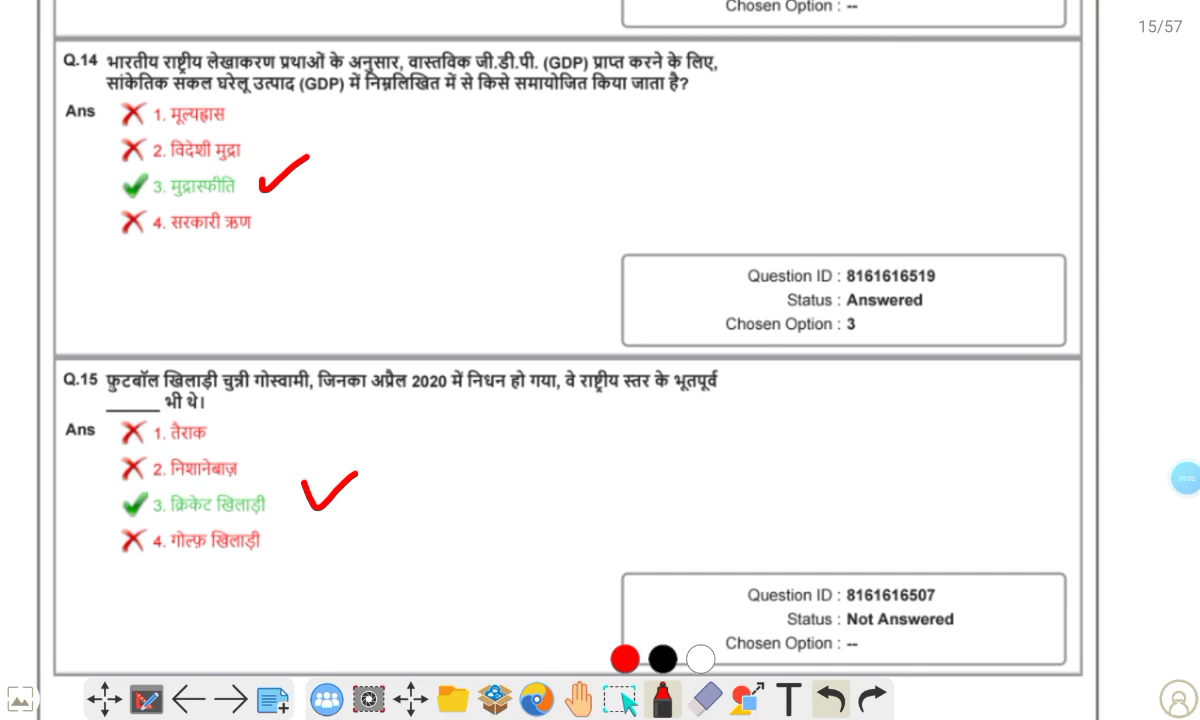 Chosen Option : --
15/57
Q.14 भारतीय राष्ट्रीय लेखाकरण प्रथाओं के अनुसार, वास्तविक जी.डी.पी. (GDP) प्राप्त करने के लिए,
सांकेतिक सकल घरेलू उत्पाद (GDP) में निम्नलिखित में से किसे समायोजित किया जाता है?
Ans 1. मूल्यह्रास
2. विदेशी मुद्रा
3. मुद्रास्फीति
4. सरकारी ऋण
Question ID : 8161616519
Status : Answered
Chosen Option : 3
Q.15 फ़ुटबॉल खिलाड़ी चुन्नी गोस्वामी, जिनका अप्रैल 2020 में निधन हो गया, वे राष्ट्रीय स्तर के भूतपूर्व
______ भी थे।
Ans 1. तैराक
2. निशानेबाज़
3. क्रिकेट खिलाड़ी
4. गोल्फ़ खिलाड़ी
Question ID : 8161616507
Status : Not Answered
Chosen Option : --
01:02